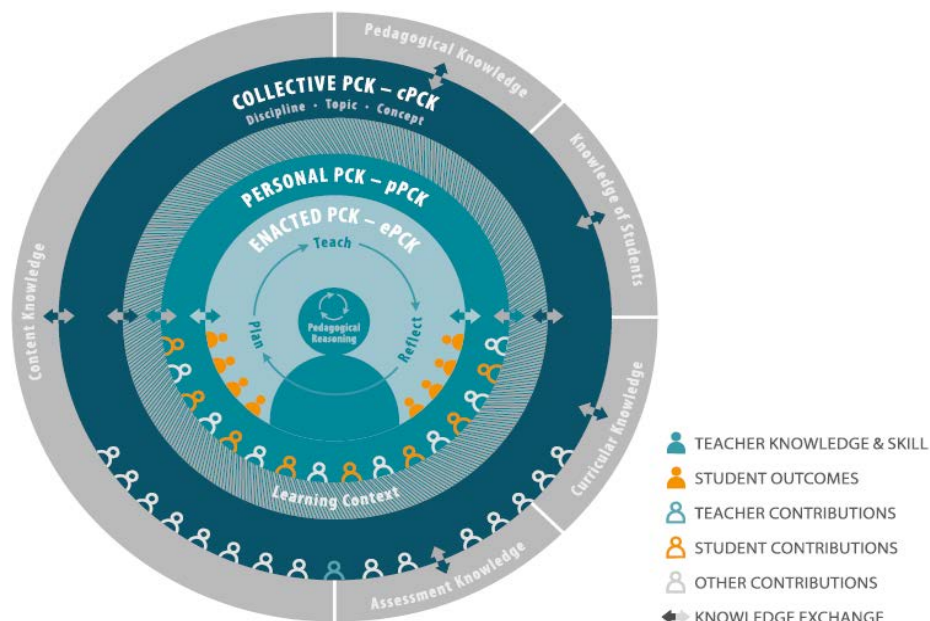 Pedagogical Knowledge
COLLECTIVE PCK – cPCK
Discipline · Topic · Concept
Knowledge of Students
PERSONAL PCK – pPCK
ENACTED PCK – ePCK
Teach
Content Knowledge
Pedagogical
Reasoning
Plan
Reflect
Curricular Knowledge
Learning Context
Assessment Knowledge
TEACHER KNOWLEDGE & SKILL
STUDENT OUTCOMES
TEACHER CONTRIBUTIONS
STUDENT CONTRIBUTIONS
OTHER CONTRIBUTIONS
KNOWLEDGE EXCHANGE